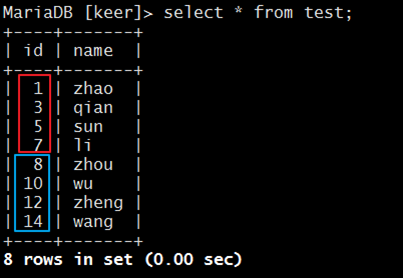 MariaDB [keer]> select * from test;
+----+-------+
| id | name  |
+----+-------+
|  1 | zhao  |
|  3 | qian  |
|  5 | sun   |
|  7 | li    |
|  8 | zhou  |
| 10 | wu    |
| 12 | zheng |
| 14 | wang  |
+----+-------+
8 rows in set (0.00 sec)